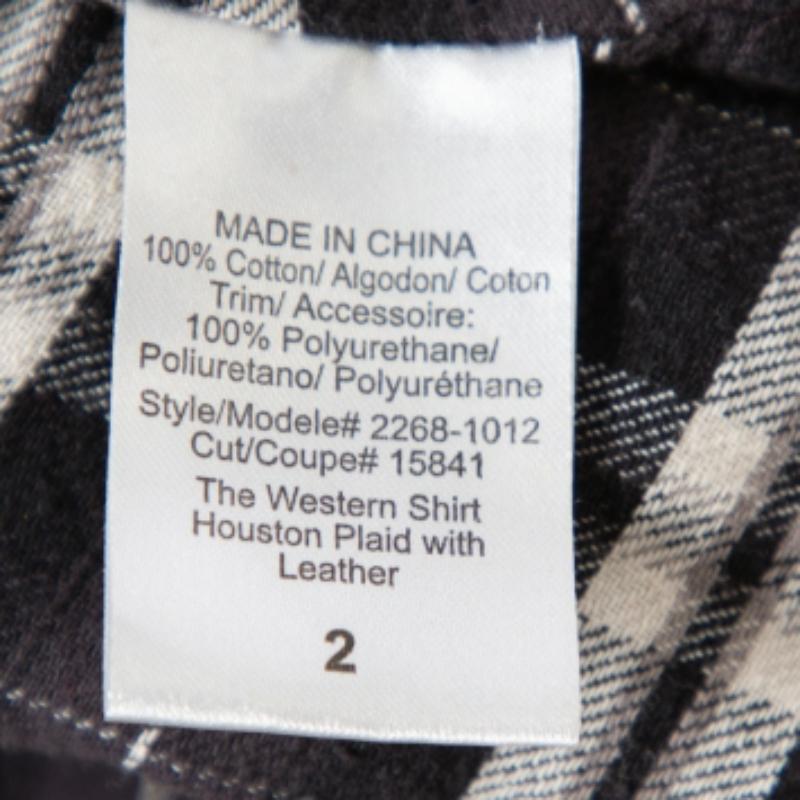 MADE IN CHINA
100% Cotton/ Algodon/ Coton
Trim/ Accessoire:
100% Polyurethane/
Poliuretano/ Polyuréthane
Style/Modele# 2268-1012
Cut/Coupe# 15841
The Western Shirt
Houston Plaid with
Leather
2